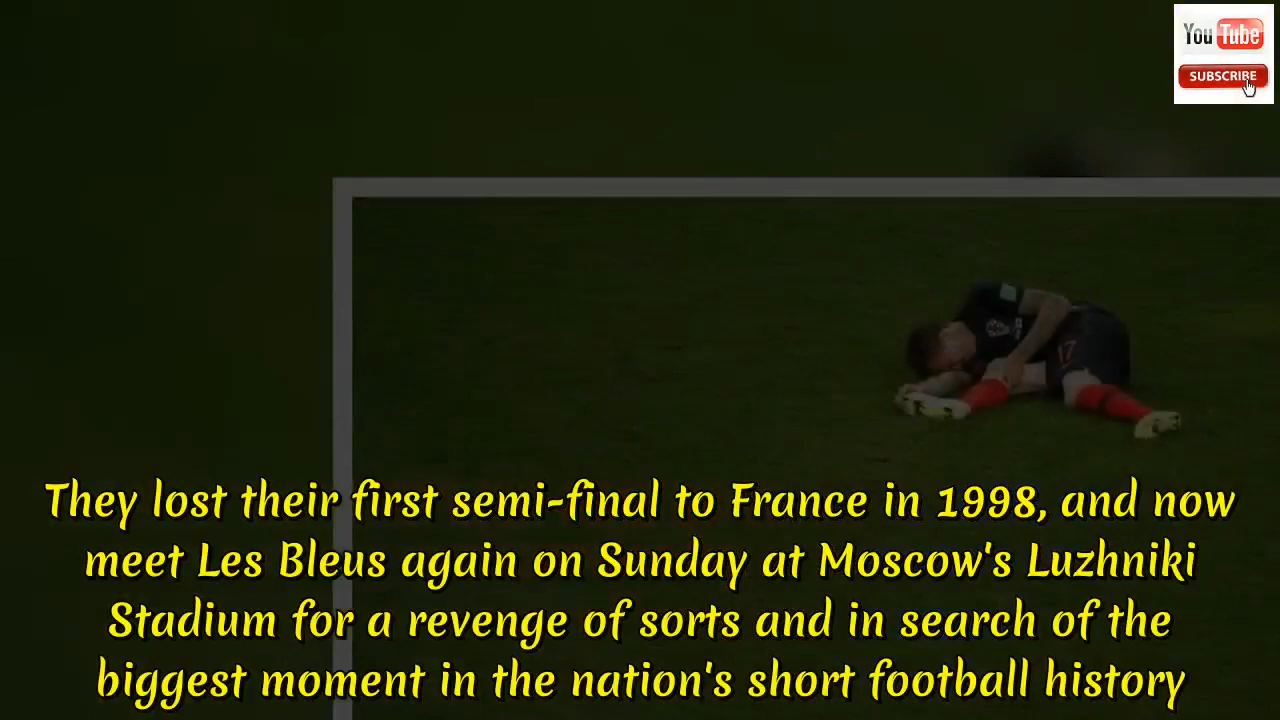 You Tube
SUBSCRIBE
17
They lost their first semi-final to France in 1998, and now
meet Les Bleus again on Sunday at Moscow's Luzhniki
Stadium for a revenge of sorts and in search of the
biggest moment in the nation's short football history